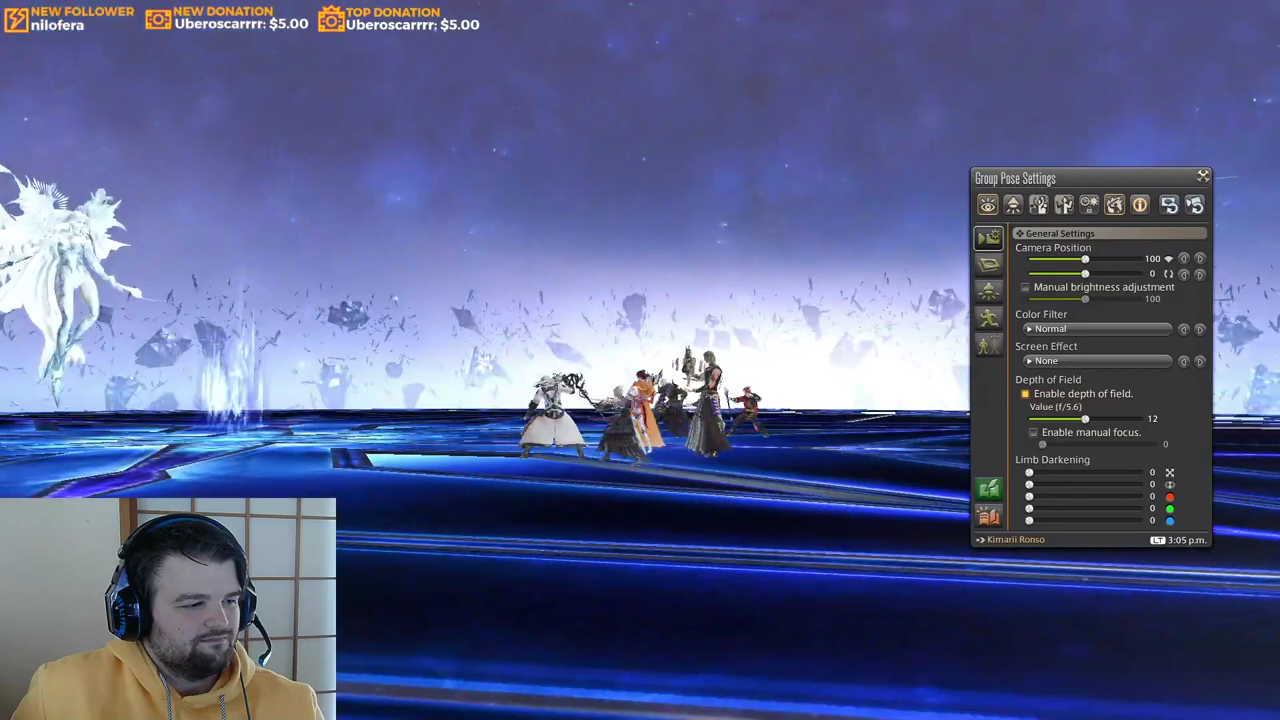 NEW FOLLOWER
nilofera
NEW DONATION
Uberoscarrrr: $5.00
TOP DONATION
Uberoscarrrr: $5.00
Group Pose Settings
General Settings
Camera Position
100
0
Manual brightness adjustment
100
Color Filter
Normal
Screen Effect
None
Depth of Field
Enable depth of field.
Value (f/5.6)
12
Enable manual focus.
0
Limb Darkening
0
0
0
0
0
Kimarii Ronso
LT 3:05 p.m.